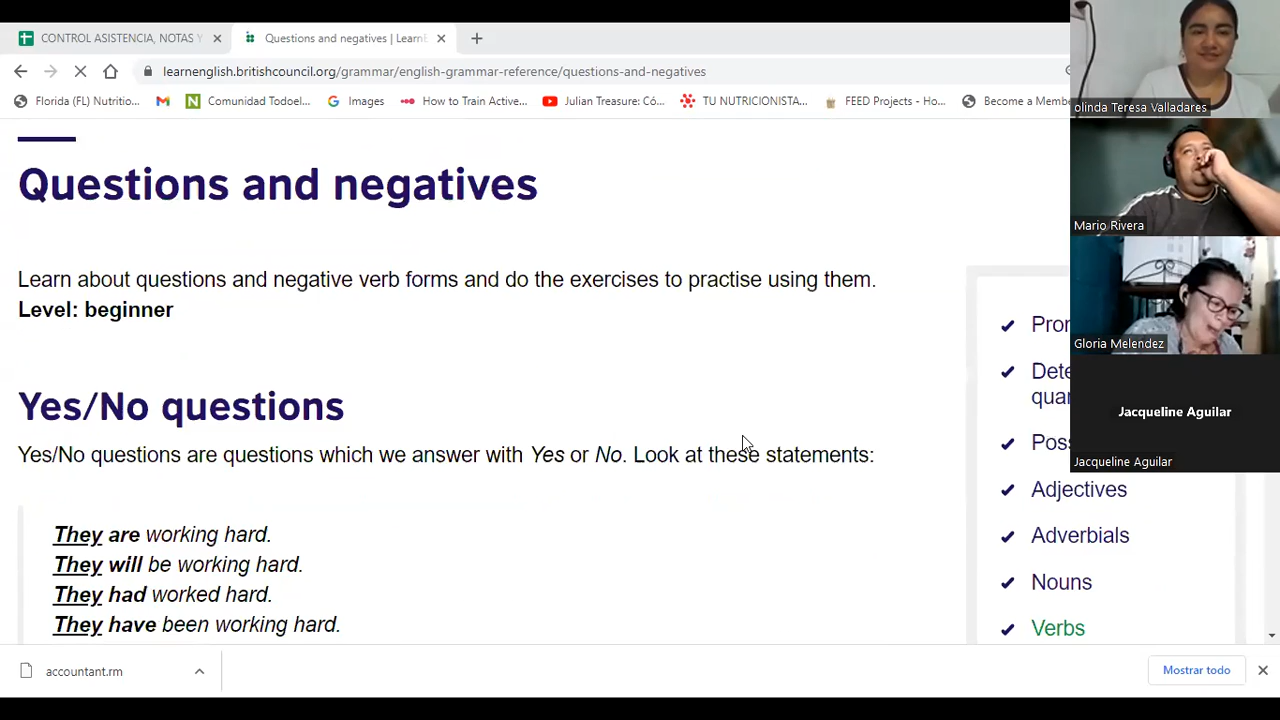 CONTROL ASISTENCIA, NOTAS Y
Questions and negatives | Learn
learnenglish.britishcouncil.org/grammar/english-grammar-reference/questions-and-negatives
Florida (FL) Nutritio...
Comunidad Todoel...
Images
How to Train Active...
Julian Treasure: Có...
TU NUTRICIONISTA...
FEED Projects - Ho...
Become a Membe
Questions and negatives
Learn about questions and negative verb forms and do the exercises to practise using them.
Level: beginner
Yes/No questions
Yes/No questions are questions which we answer with Yes or No. Look at these statements:
They are working hard.
They will be working hard.
They had worked hard.
They have been working hard.
Adjectives
Adverbials
Nouns
Verbs
olinda Teresa Valladares
Mario Rivera
Gloria Melendez
Jacqueline Aguilar
Jacqueline Aguilar
accountant.rm
Mostrar todo